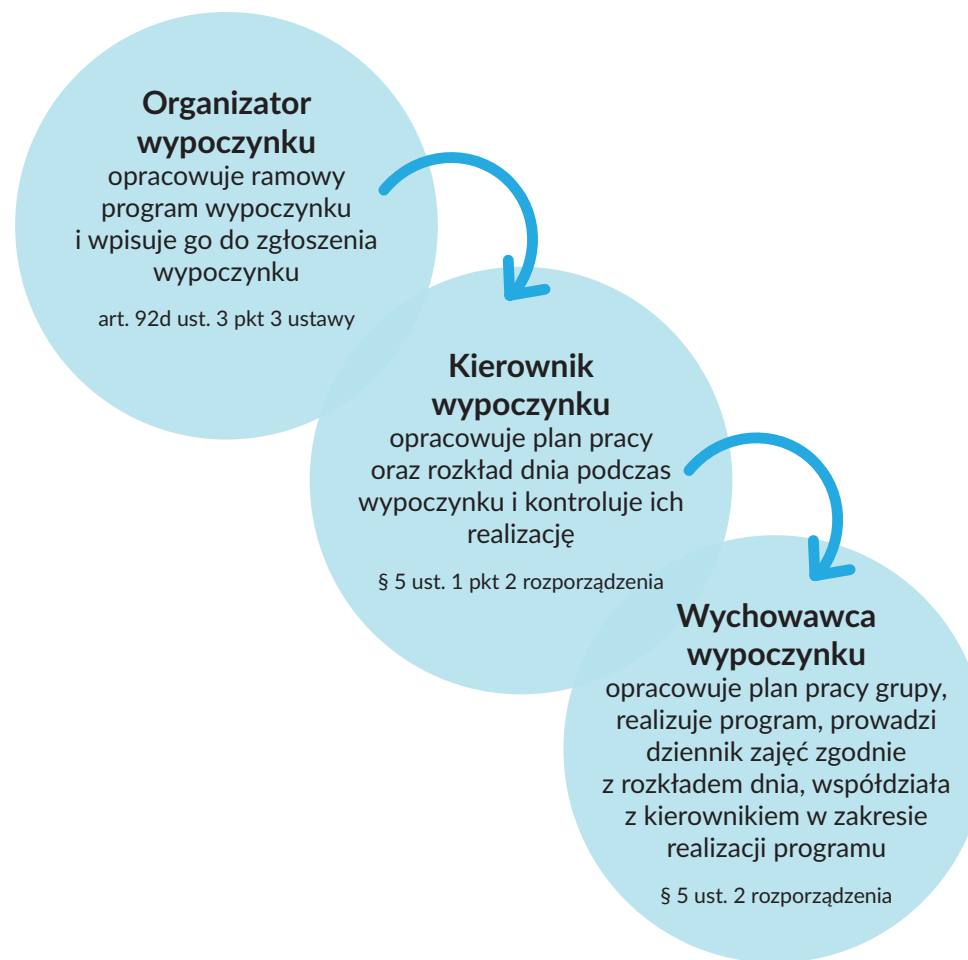 Organizator
wypoczynku
opracowuje ramowy
program wypoczynku
i wpisuje go do zgłoszenia
wypoczynku
art. 92d ust. 3 pkt 3 ustawy
Kierownik
wypoczynku
opracowuje plan pracy
oraz rozkład dnia podczas
wypoczynku i kontroluje ich
realizację
§ 5 ust. 1 pkt 2 rozporządzenia
Wychowawca
wypoczynku
opracowuje plan pracy grupy,
realizuje program, prowadzi
dziennik zajęć zgodnie
z rozkładem dnia, współdziała
z kierownikiem w zakresie
realizacji programu
§ 5 ust. 2 rozporządzenia